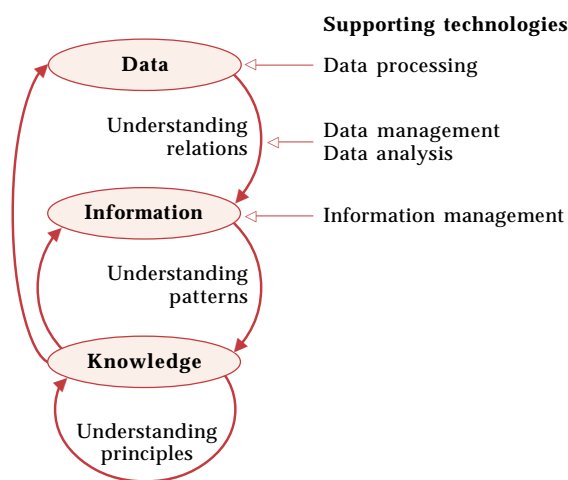 Supporting technologies
Data
Data processing
Understanding
relations
Data management
Data analysis
Information
Information management
Understanding
patterns
Knowledge
Understanding
principles